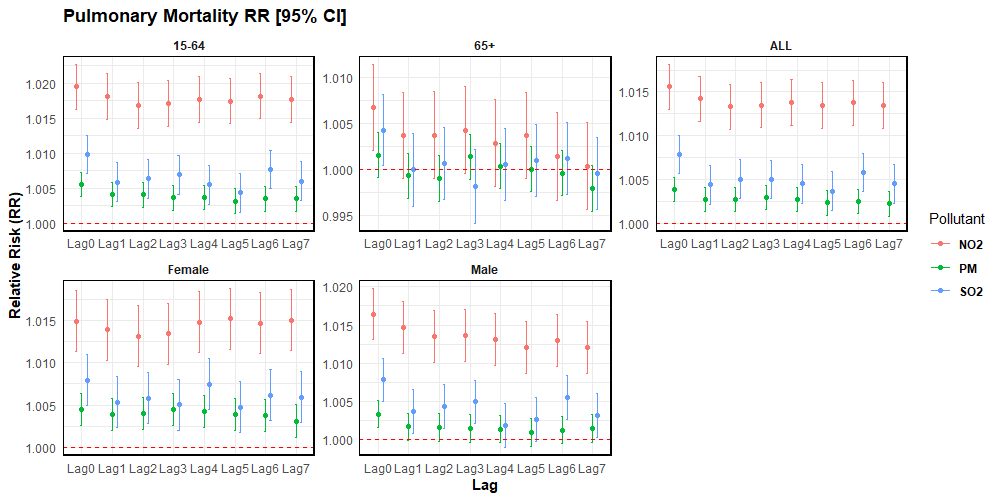 Pulmonary Mortality RR [95% CI]
15-64
65+
ALL
1.020
1.015
1.010
1.005
1.000
1.010
1.005
1.000
0.995
1.015
1.010
1.005
1.000
Lag0 Lag1 Lag2 Lag3 Lag4 Lag5 Lag6 Lag7
Lag0 Lag1 Lag2 Lag3 Lag4 Lag5 Lag6 Lag7
Lag0 Lag1 Lag2 Lag3 Lag4 Lag5 Lag6 Lag7
Female
Male
1.015
1.010
1.005
1.000
1.020
1.015
1.010
1.005
1.000
Lag0 Lag1 Lag2 Lag3 Lag4 Lag5 Lag6 Lag7
Lag0 Lag1 Lag2 Lag3 Lag4 Lag5 Lag6 Lag7
Relative Risk (RR)
Lag
Pollutant
NO2
PM
SO2